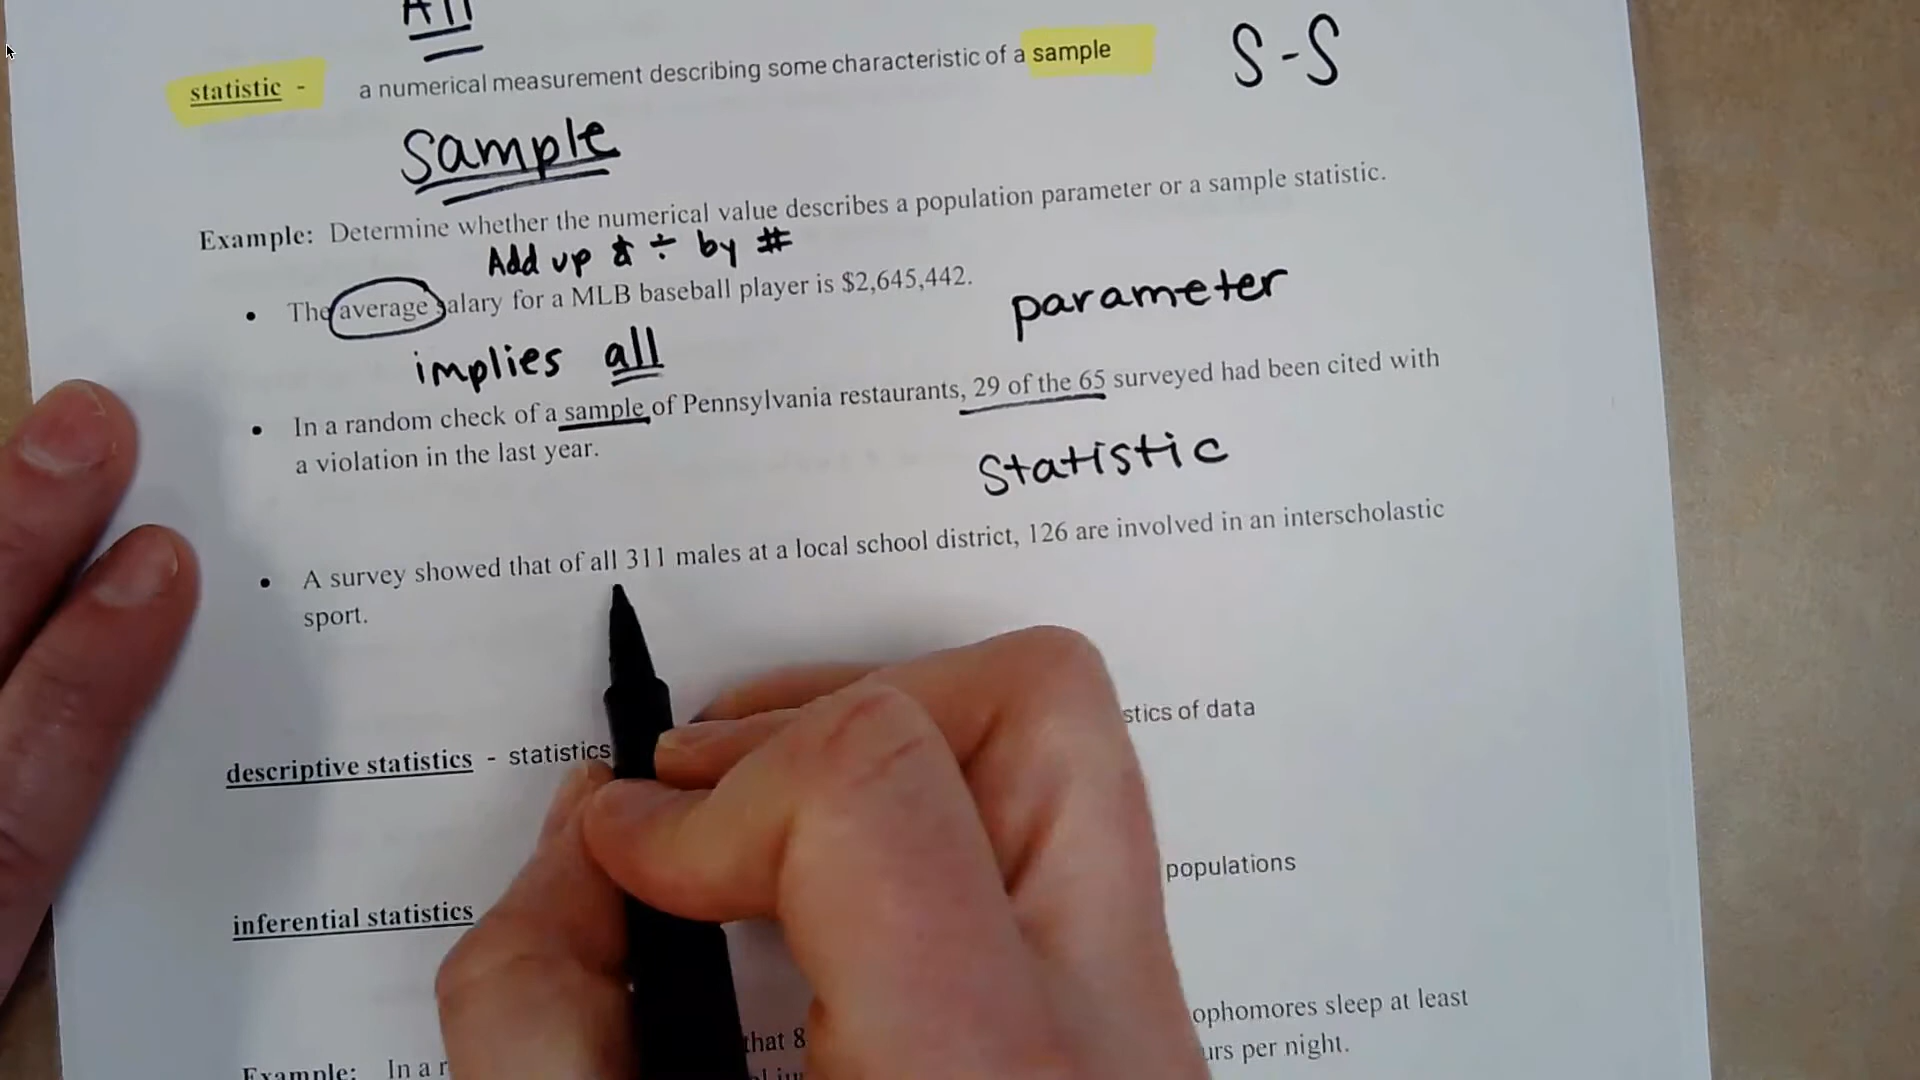 All
statistic - a numerical measurement describing some characteristic of a sample S-S
Sample
Example: Determine whether the numerical value describes a population parameter or a sample statistic.
Add up & ÷ by #
The average salary for a MLB baseball player is $2,645,442.
parameter
implies all
In a random check of a sample of Pennsylvania restaurants, 29 of the 65 surveyed had been cited with
a violation in the last year.
Statistic
A survey showed that of all 311 males at a local school district, 126 are involved in an interscholastic
sport.
descriptive statistics - statistics stics of data
inferential statistics populations
Example: In a r that 8 ophomores sleep at least
urs per night.